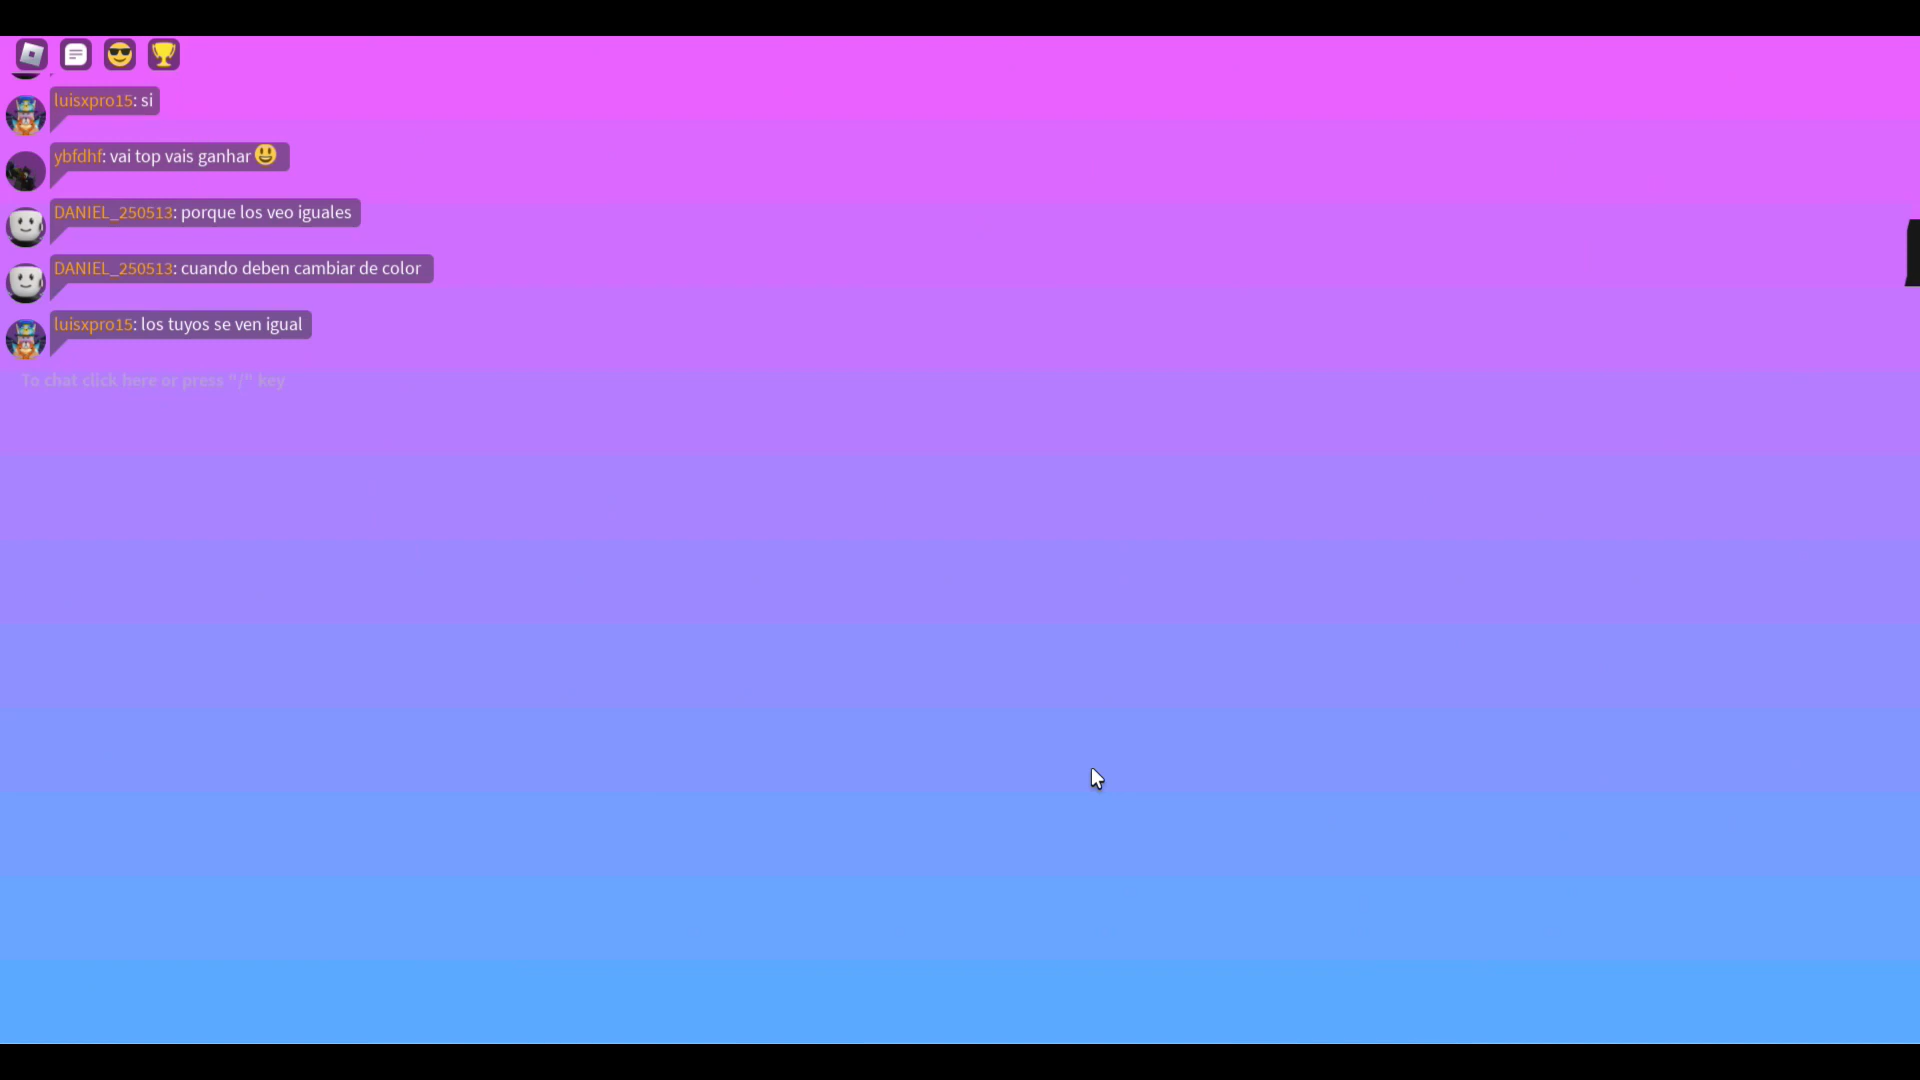 luisxpro15: si
ybfdhf: vai top vais ganhar 😃
DANIEL_250513: porque los veo iguales
DANIEL_250513: cuando deben cambiar de color
luisxpro15: los tuyos se ven igual
To chat click here or press "/" key